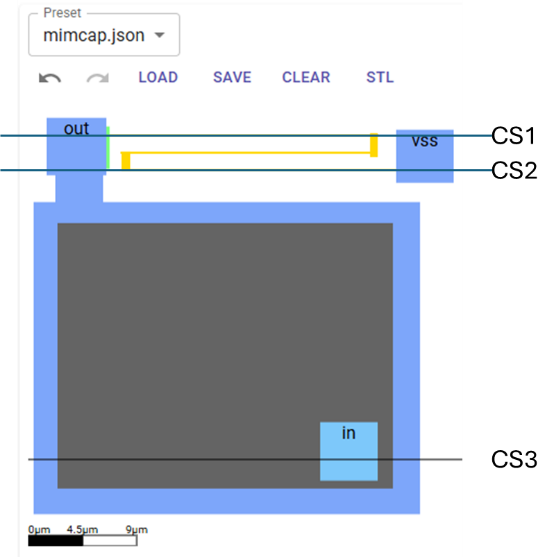 Preset
mimcap.json
LOAD SAVE CLEAR STL
out
CS1
vss
CS2
in
CS3
0µm 4.5µm 9µm